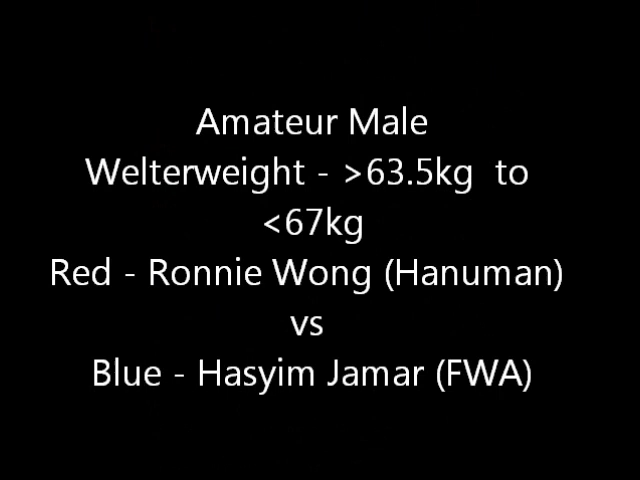 Amateur Male
Welterweight - >63.5kg  to
<67kg
Red - Ronnie Wong (Hanuman)
vs
Blue - Hasyim Jamar (FWA)